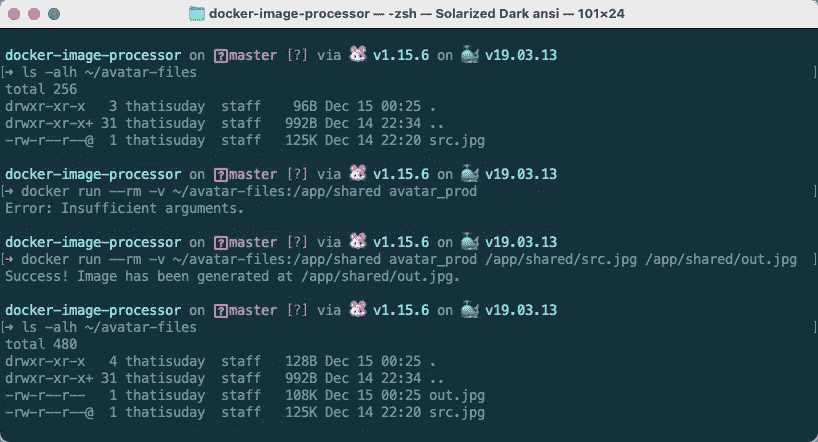 docker-image-processor — -zsh — Solarized Dark ansi — 101×24
docker-image-processor on ?master [?] via 🐭 v1.15.6 on 🐳 v19.03.13
[➜ ls -alh ~/avatar-files ]
total 256
drwxr-xr-x   3 thatisuday  staff    96B Dec 15 00:25 .
drwxr-xr-x+ 31 thatisuday  staff   992B Dec 14 22:34 ..
-rw-r--r--@  1 thatisuday  staff   125K Dec 14 22:20 src.jpg
docker-image-processor on ?master [?] via 🐭 v1.15.6 on 🐳 v19.03.13
[➜ docker run --rm -v ~/avatar-files:/app/shared avatar_prod ]
Error: Insufficient arguments.
docker-image-processor on ?master [?] via 🐭 v1.15.6 on 🐳 v19.03.13
[➜ docker run --rm -v ~/avatar-files:/app/shared avatar_prod /app/shared/src.jpg /app/shared/out.jpg ]
Success! Image has been generated at /app/shared/out.jpg.
docker-image-processor on ?master [?] via 🐭 v1.15.6 on 🐳 v19.03.13
[➜ ls -alh ~/avatar-files ]
total 480
drwxr-xr-x   4 thatisuday  staff   128B Dec 15 00:25 .
drwxr-xr-x+ 31 thatisuday  staff   992B Dec 14 22:34 ..
-rw-r--r--   1 thatisuday  staff   108K Dec 15 00:25 out.jpg
-rw-r--r--@  1 thatisuday  staff   125K Dec 14 22:20 src.jpg